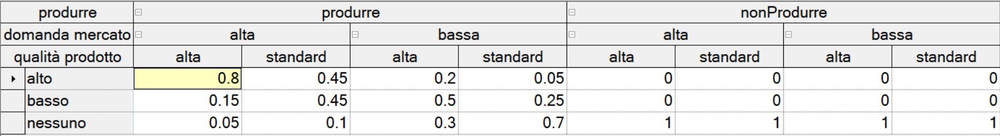 produrre produrre nonProdurre
domanda mercato alta bassa alta bassa
qualità prodotto alta standard alta standard alta standard alta standard
alto 0.8 0.45 0.2 0.05 0 0 0 0
basso 0.15 0.45 0.5 0.25 0 0 0 0
nessuno 0.05 0.1 0.3 0.7 1 1 1 1